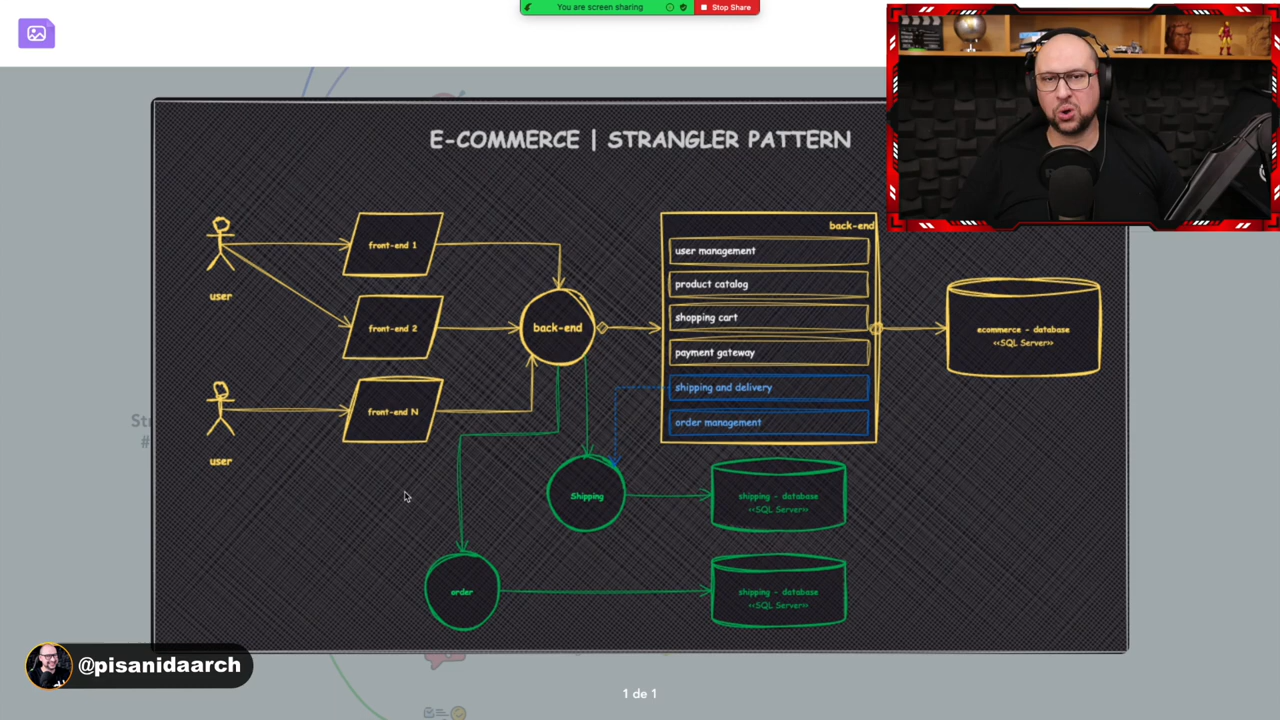 You are screen sharing
Stop Share
E-COMMERCE | STRANGLER PATTERN
back-end
user management
front-end 1
product catalog
user
shopping cart
front-end 2
back-end
ecommerce - database
<<SQL Server>>
payment gateway
shipping and delivery
front-end N
order management
Str
#
user
Shipping
shipping - database
<<SQL Server>>
order
shipping - database
<<SQL Server>>
@pisanidaarch
1 de 1